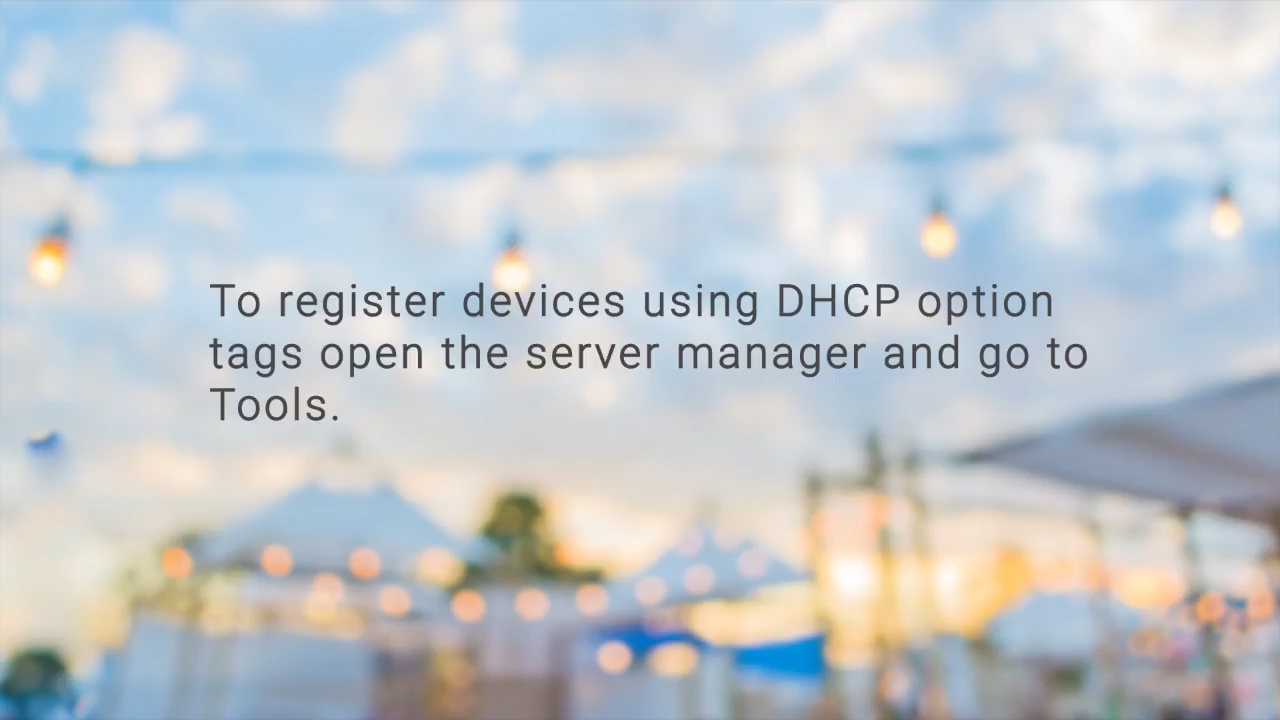 To register devices using DHCP option
tags open the server manager and go to
Tools.